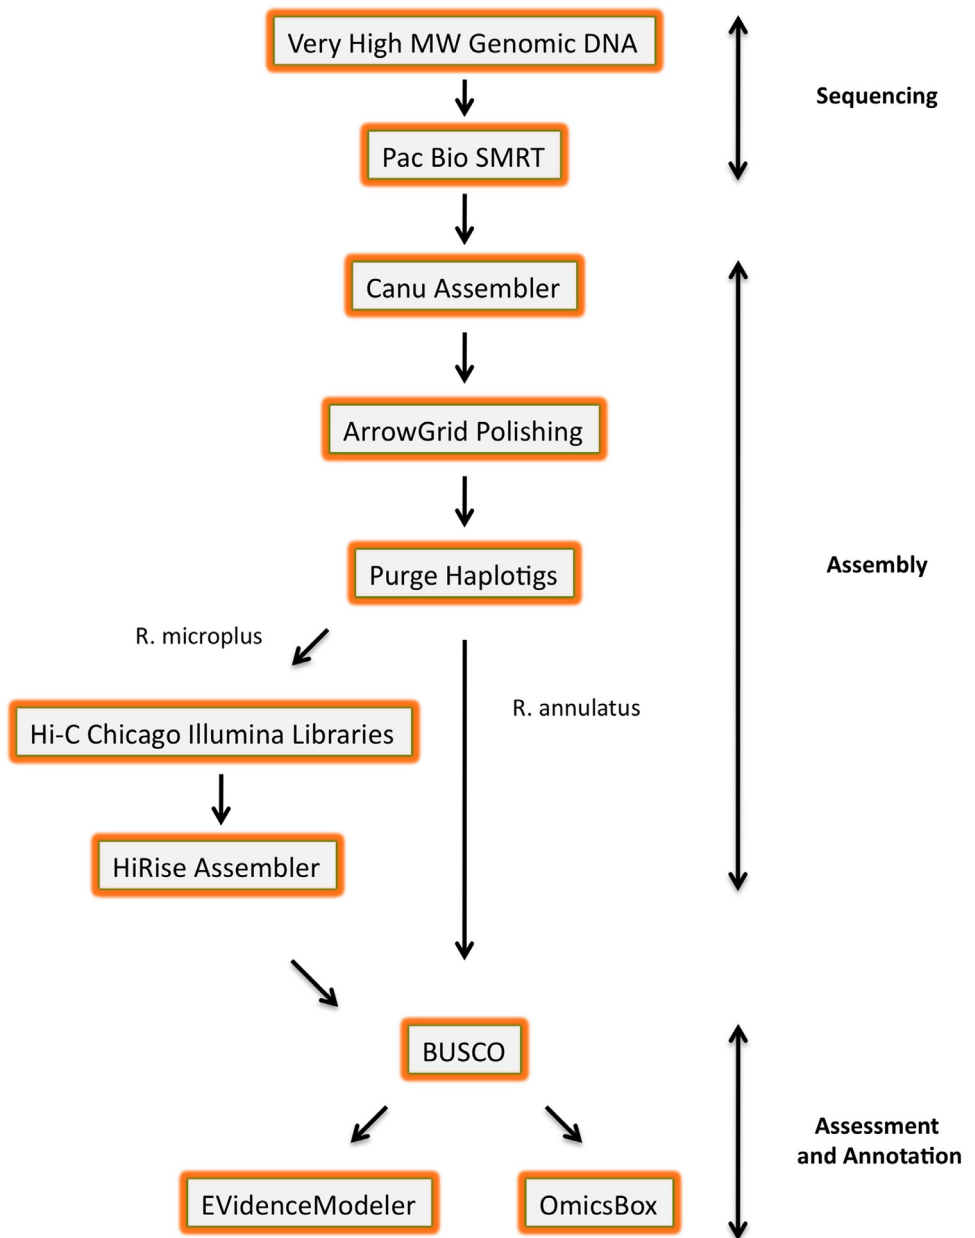 Very High MW Genomic DNA
Sequencing
Pac Bio SMRT
Canu Assembler
ArrowGrid Polishing
Assembly
Purge Haplotigs
R. microplus
R. annulatus
Hi-C Chicago Illumina Libraries
HiRise Assembler
BUSCO
Assessment
and Annotation
EVidenceModeler
OmicsBox